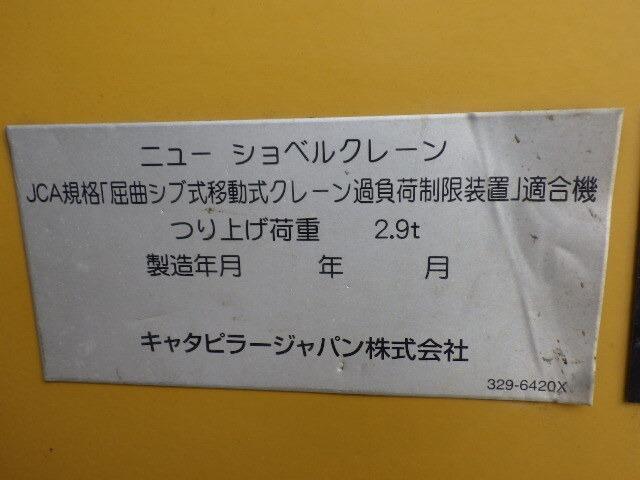 ニュー ショベルクレーン
JCA規格「屈曲ジブ式移動式クレーン過負荷制限装置」適合機
つり上げ荷重 2.9t
製造年月 年 月
キャタピラージャパン株式会社
329-6420X